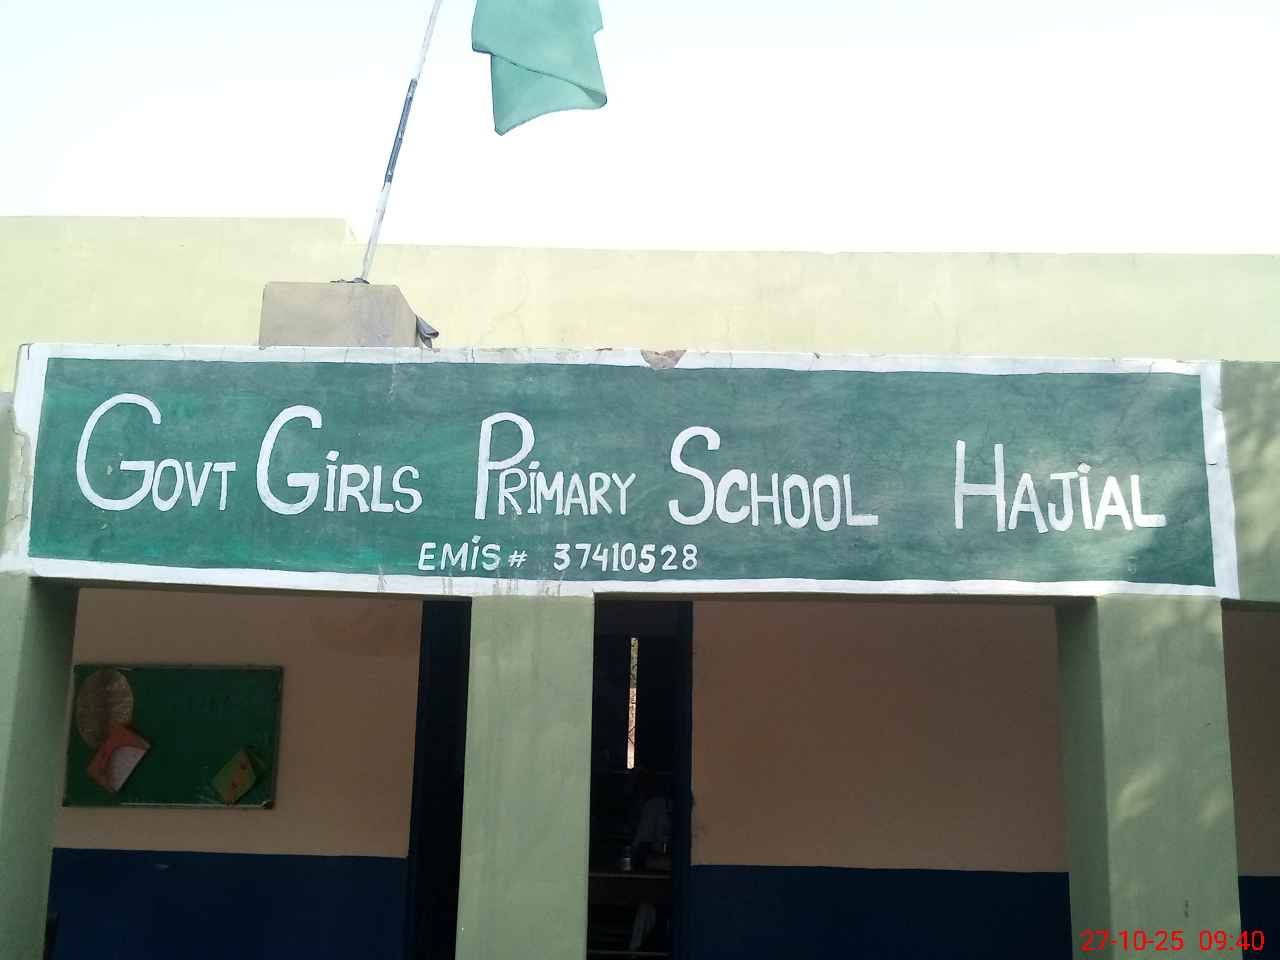 GOVT GIRLS PRIMARY SCHOOL HAJIAL
EMIS # 37410528
27-10-25 09:40